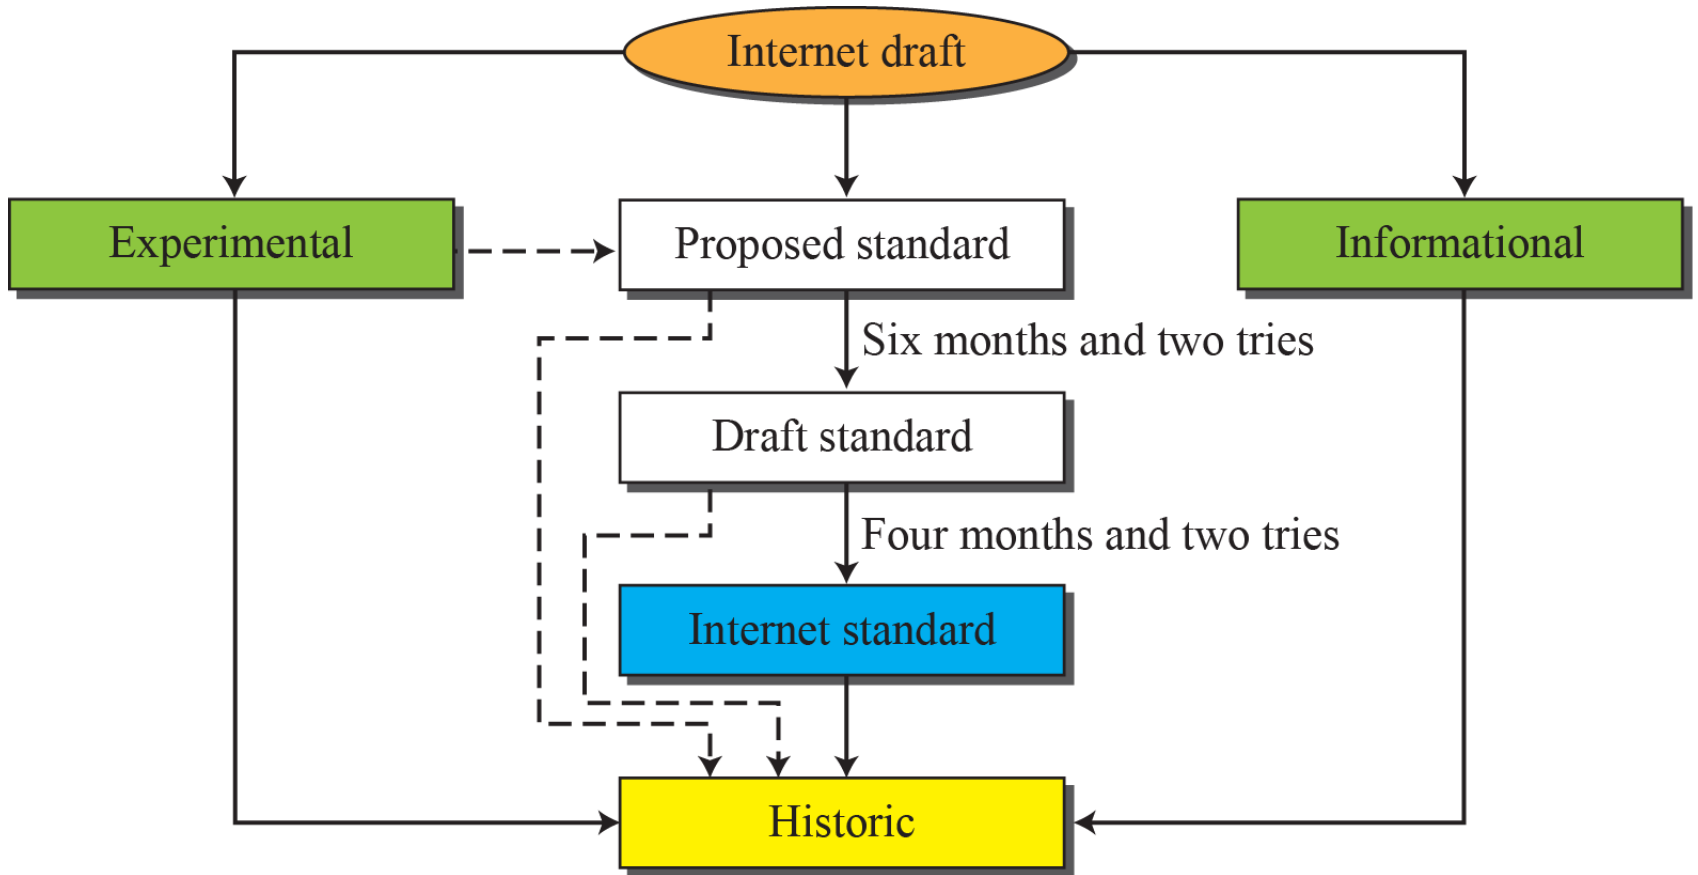 Internet draft
Experimental
Proposed standard
Informational
Six months and two tries
Draft standard
Four months and two tries
Internet standard
Historic